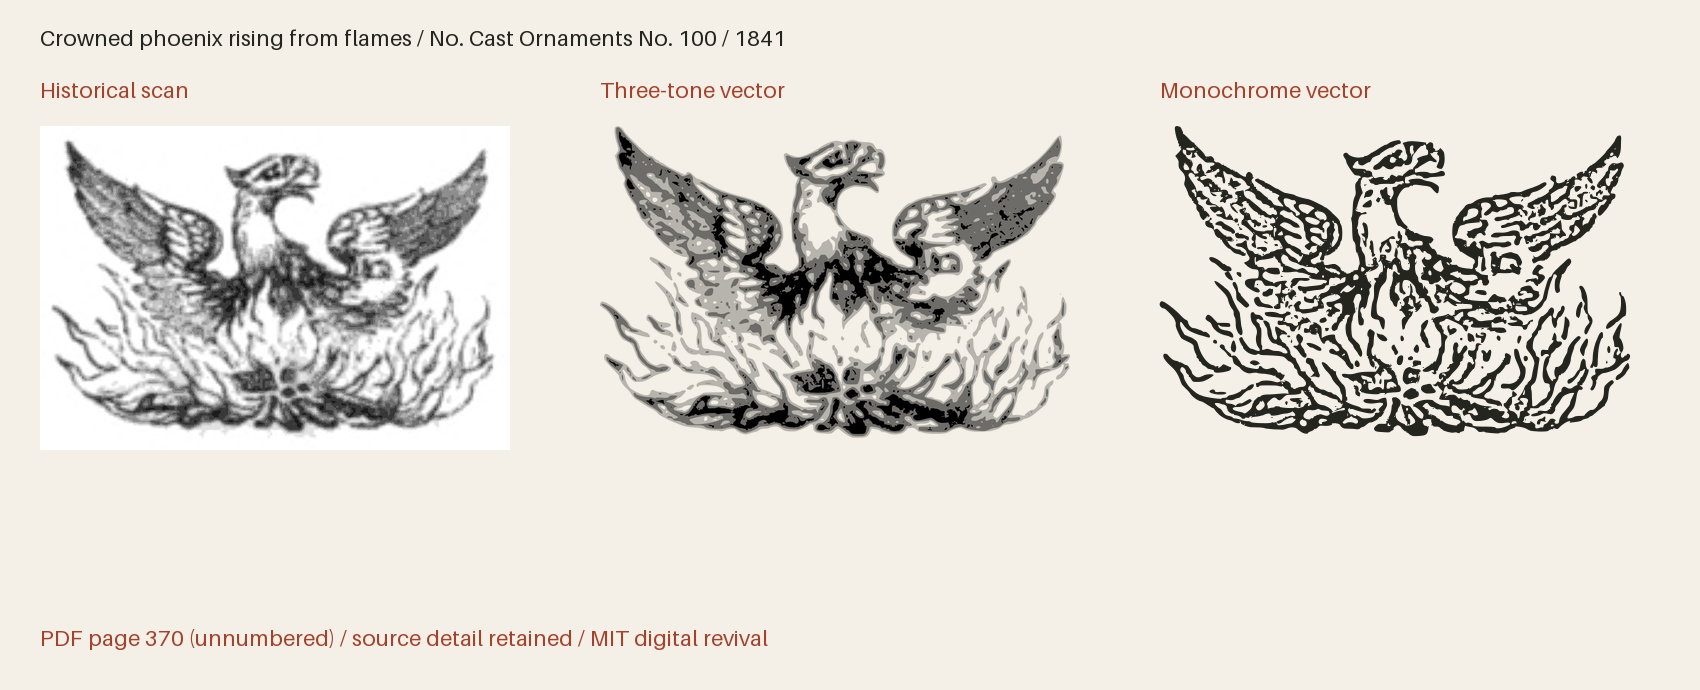 Crowned phoenix rising from flames / No. Cast Ornaments No. 100 / 1841
Historical scan
Three-tone vector
Monochrome vector
PDF page 370 (unnumbered) / source detail retained / MIT digital revival